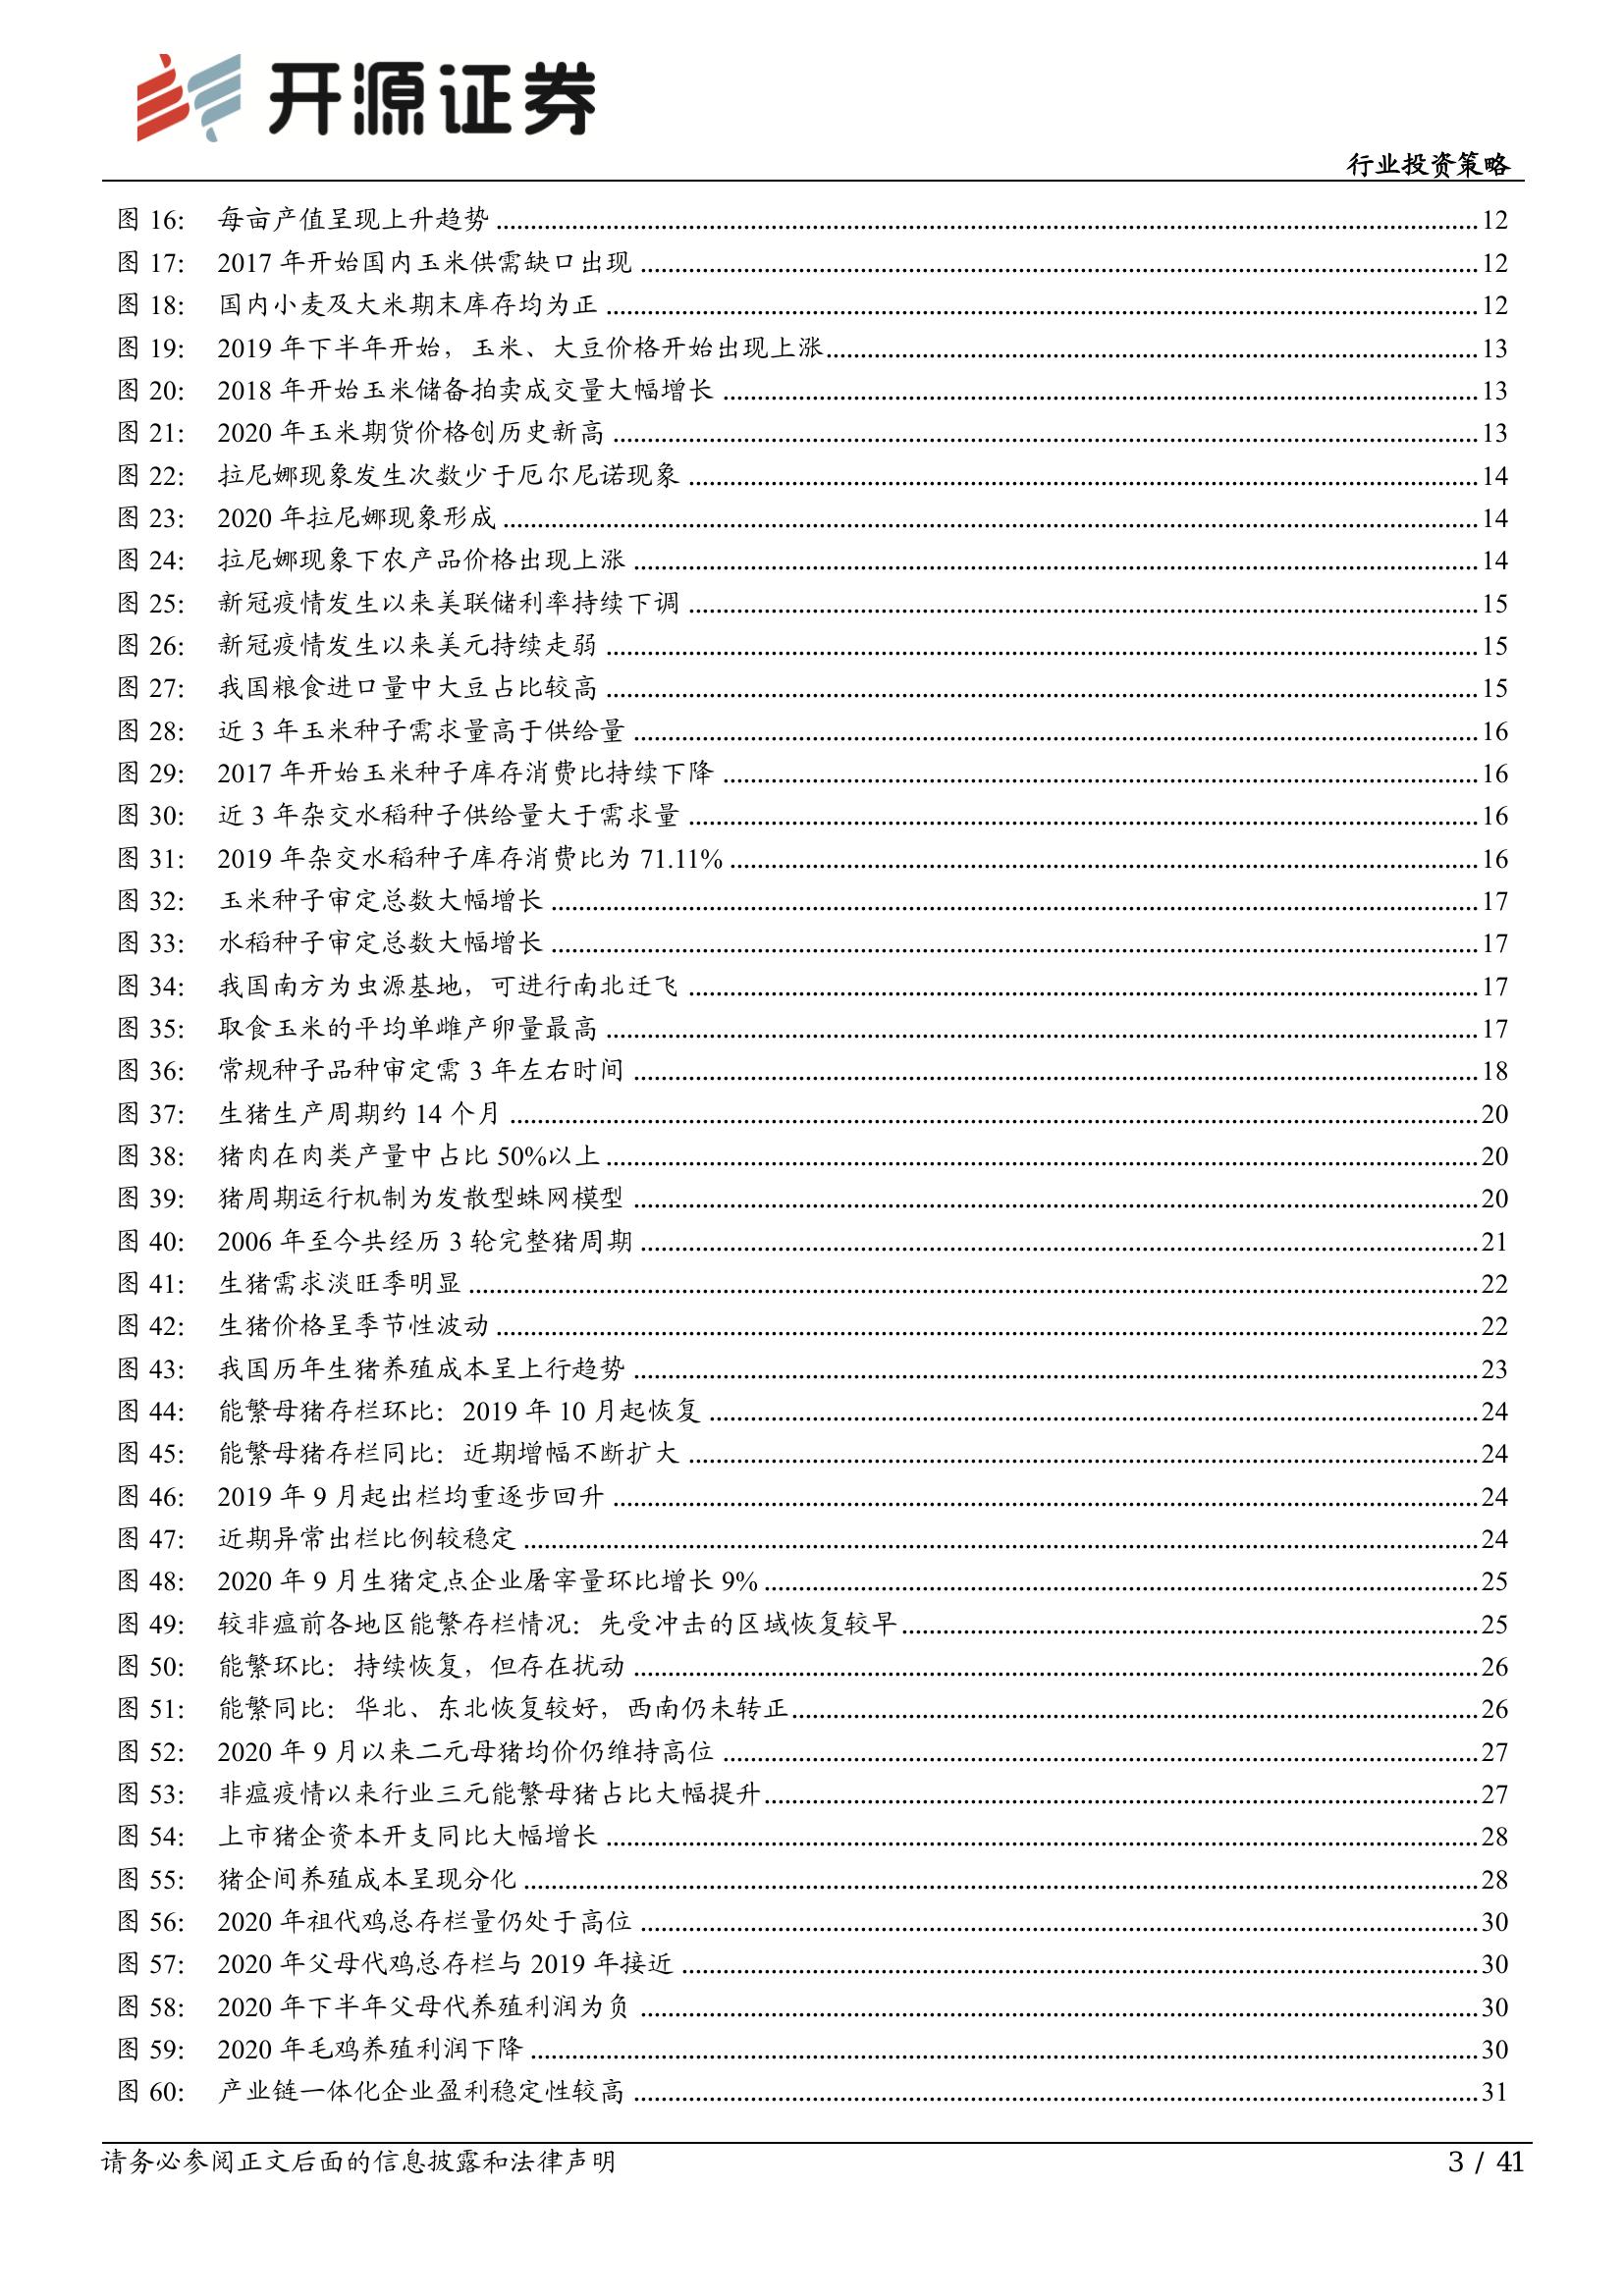 开源证券
行业投资策略
图 16： 每亩产值呈现上升趋势 ........ 12
图 17： 2017 年开始国内玉米供需缺口出现 ........ 12
图 18： 国内小麦及大米期末库存均为正 ........ 12
图 19： 2019 年下半年开始，玉米、大豆价格开始出现上涨 ........ 13
图 20： 2018 年开始玉米储备拍卖成交量大幅增长 ........ 13
图 21： 2020 年玉米期货价格创历史新高 ........ 13
图 22： 拉尼娜现象发生次数少于厄尔尼诺现象 ........ 14
图 23： 2020 年拉尼娜现象形成 ........ 14
图 24： 拉尼娜现象下农产品价格出现上涨 ........ 14
图 25： 新冠疫情发生以来美联储利率持续下调 ........ 15
图 26： 新冠疫情发生以来美元持续走弱 ........ 15
图 27： 我国粮食进口量中大豆占比较高 ........ 15
图 28： 近 3 年玉米种子需求量高于供给量 ........ 16
图 29： 2017 年开始玉米种子库存消费比持续下降 ........ 16
图 30： 近 3 年杂交水稻种子供给量大于需求量 ........ 16
图 31： 2019 年杂交水稻种子库存消费比为 71.11% ........ 16
图 32： 玉米种子审定总数大幅增长 ........ 17
图 33： 水稻种子审定总数大幅增长 ........ 17
图 34： 我国南方为虫源基地，可进行南北迁飞 ........ 17
图 35： 取食玉米的平均单雌产卵量最高 ........ 17
图 36： 常规种子品种审定需 3 年左右时间 ........ 18
图 37： 生猪生产周期约 14 个月 ........ 20
图 38： 猪肉在肉类产量中占比 50%以上 ........ 20
图 39： 猪周期运行机制为发散型蛛网模型 ........ 20
图 40： 2006 年至今共经历 3 轮完整猪周期 ........ 21
图 41： 生猪需求淡旺季明显 ........ 22
图 42： 生猪价格呈季节性波动 ........ 22
图 43： 我国历年生猪养殖成本呈上行趋势 ........ 23
图 44： 能繁母猪存栏环比：2019 年 10 月起恢复 ........ 24
图 45： 能繁母猪存栏同比：近期增幅不断扩大 ........ 24
图 46： 2019 年 9 月起出栏均重逐步回升 ........ 24
图 47： 近期异常出栏比例较稳定 ........ 24
图 48： 2020 年 9 月生猪定点企业屠宰量环比增长 9% ........ 25
图 49： 较非瘟前各地区能繁存栏情况：先受冲击的区域恢复较早 ........ 25
图 50： 能繁环比：持续恢复，但存在扰动 ........ 26
图 51： 能繁同比：华北、东北恢复较好，西南仍未转正 ........ 26
图 52： 2020 年 9 月以来二元母猪均价仍维持高位 ........ 27
图 53： 非瘟疫情以来行业三元能繁母猪占比大幅提升 ........ 27
图 54： 上市猪企资本开支同比大幅增长 ........ 28
图 55： 猪企间养殖成本呈现分化 ........ 28
图 56： 2020 年祖代鸡总存栏量仍处于高位 ........ 30
图 57： 2020 年父母代鸡总存栏与 2019 年接近 ........ 30
图 58： 2020 年下半年父母代养殖利润为负 ........ 30
图 59： 2020 年毛鸡养殖利润下降 ........ 30
图 60： 产业链一体化企业盈利稳定性较高 ........ 31
请务必参阅正文后面的信息披露和法律声明 3 / 41